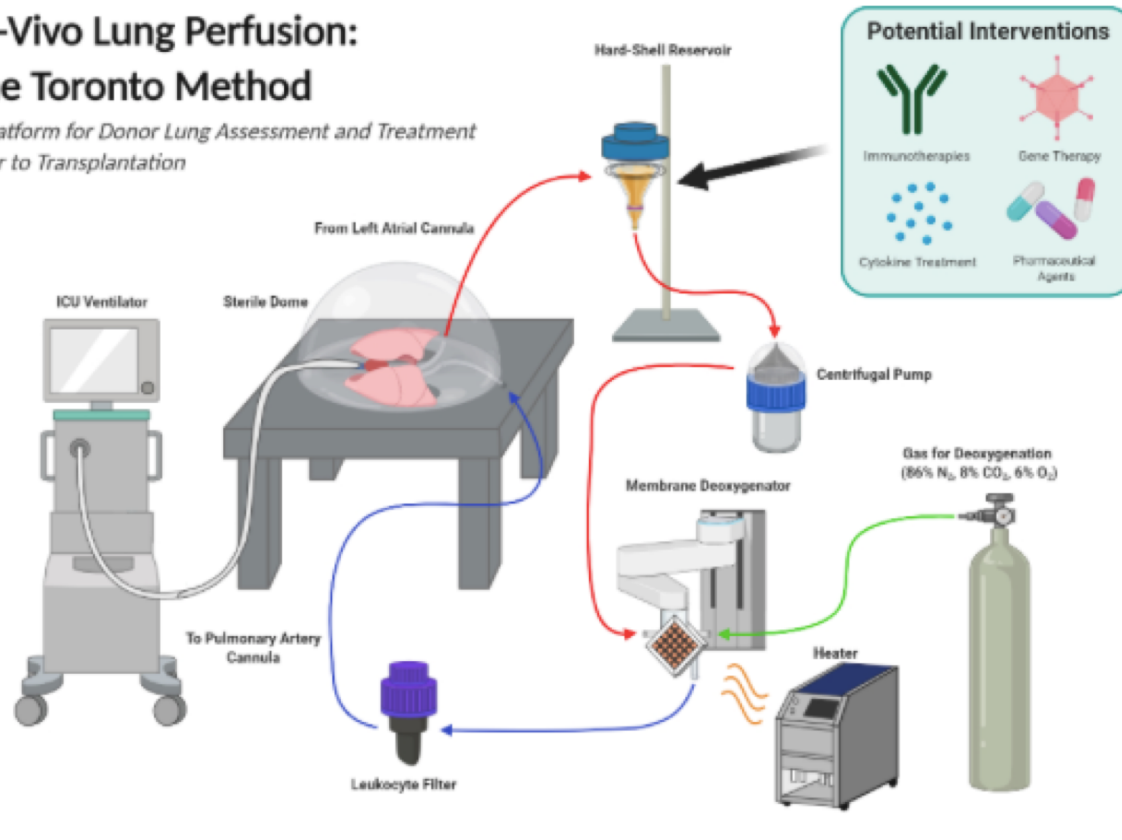 -Vivo Lung Perfusion:
e Toronto Method
atform for Donor Lung Assessment and Treatment
r to Transplantation
Hard-Shell Reservoir
Potential Interventions
Immunotherapies
Gene Therapy
Cytokine Treatment
Pharmaceutical
Agents
From Left Atrial Cannula
ICU Ventilator
Sterile Dome
Centrifugal Pump
Gas for Deoxygenation
(86% N₂, 8% CO₂, 6% O₂)
Membrane Deoxygenator
To Pulmonary Artery
Cannula
Heater
Leukocyte Filter